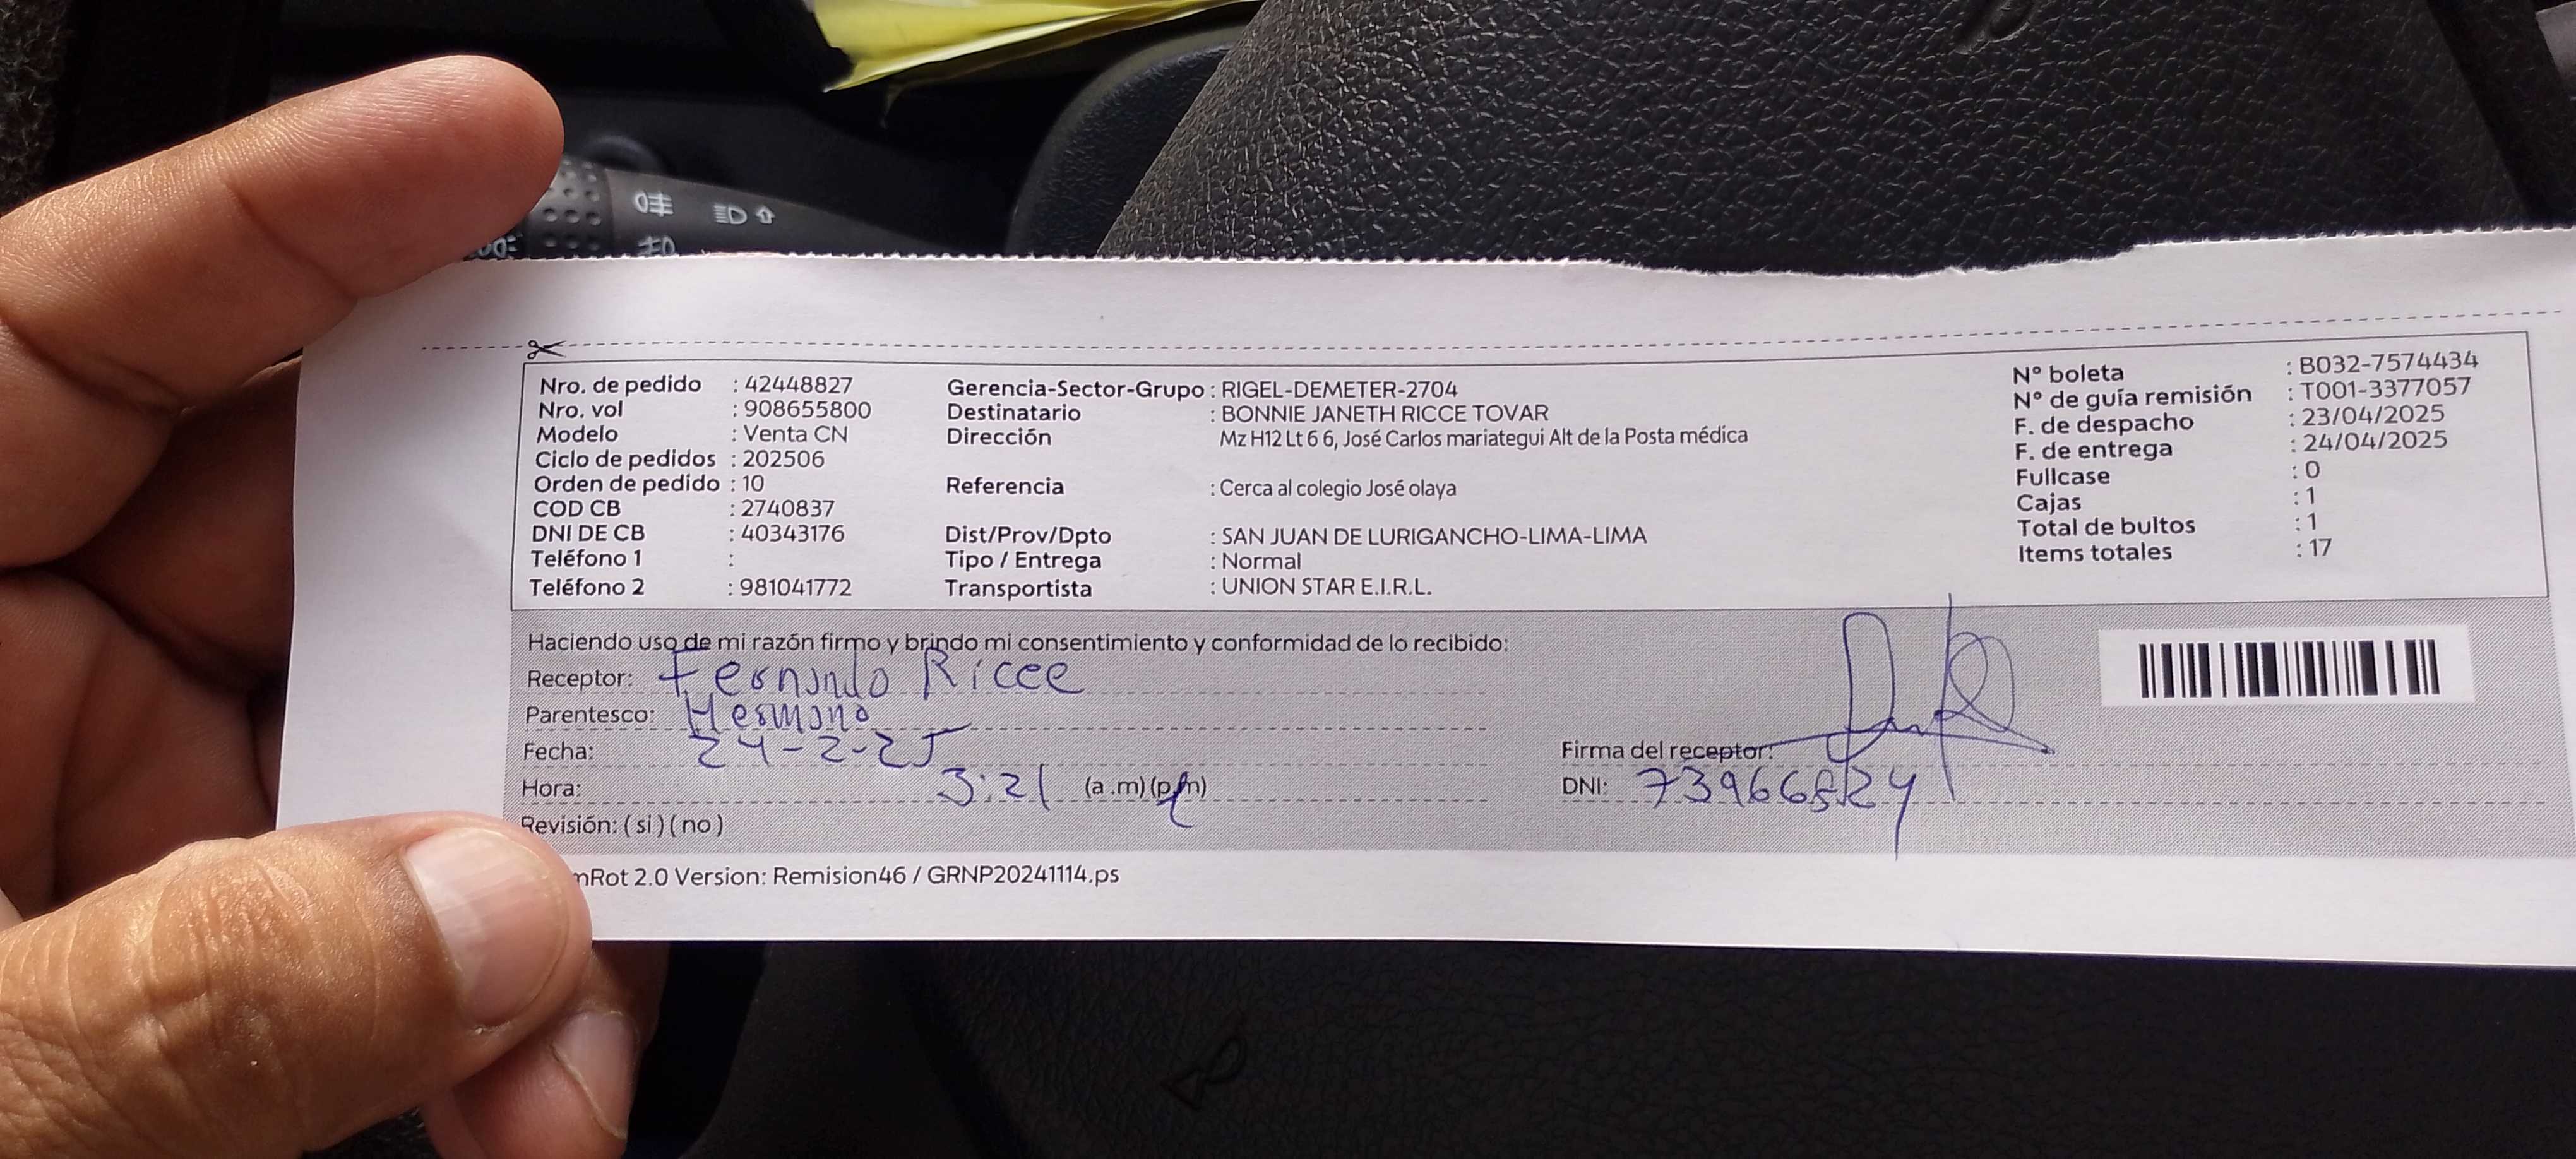 Nro. de pedido : 42448827
Nro. vol : 908655800
Modelo : Venta CN
Ciclo de pedidos : 202506
Orden de pedido : 10
COD CB : 2740837
DNI DE CB : 40343176
Teléfono 1 :
Teléfono 2 : 981041772
Gerencia-Sector-Grupo : RIGEL-DEMETER-2704
Destinatario : BONNIE JANETH RICCE TOVAR
Dirección Mz H12 Lt 6 6, José Carlos mariategui Alt de la Posta médica
Referencia : Cerca al colegio José olaya
Dist/Prov/Dpto : SAN JUAN DE LURIGANCHO-LIMA-LIMA
Tipo / Entrega : Normal
Transportista : UNION STAR E.I.R.L.
N° boleta : B032-7574434
N° de guía remisión : T001-3377057
F. de despacho : 23/04/2025
F. de entrega : 24/04/2025
Fullcase : 0
Cajas : 1
Total de bultos : 1
Items totales : 17
Haciendo uso de mi razón firmo y brindo mi consentimiento y conformidad de lo recibido:
Receptor: Fernando Ricce
Parentesco: Hermano
Fecha: 24-2-25
Hora: 3:21 (a .m) (p.m)
Revisión: ( si ) ( no )
Firma del receptor:
DNI:
mRot 2.0 Version: Remision46 / GRNP20241114.ps